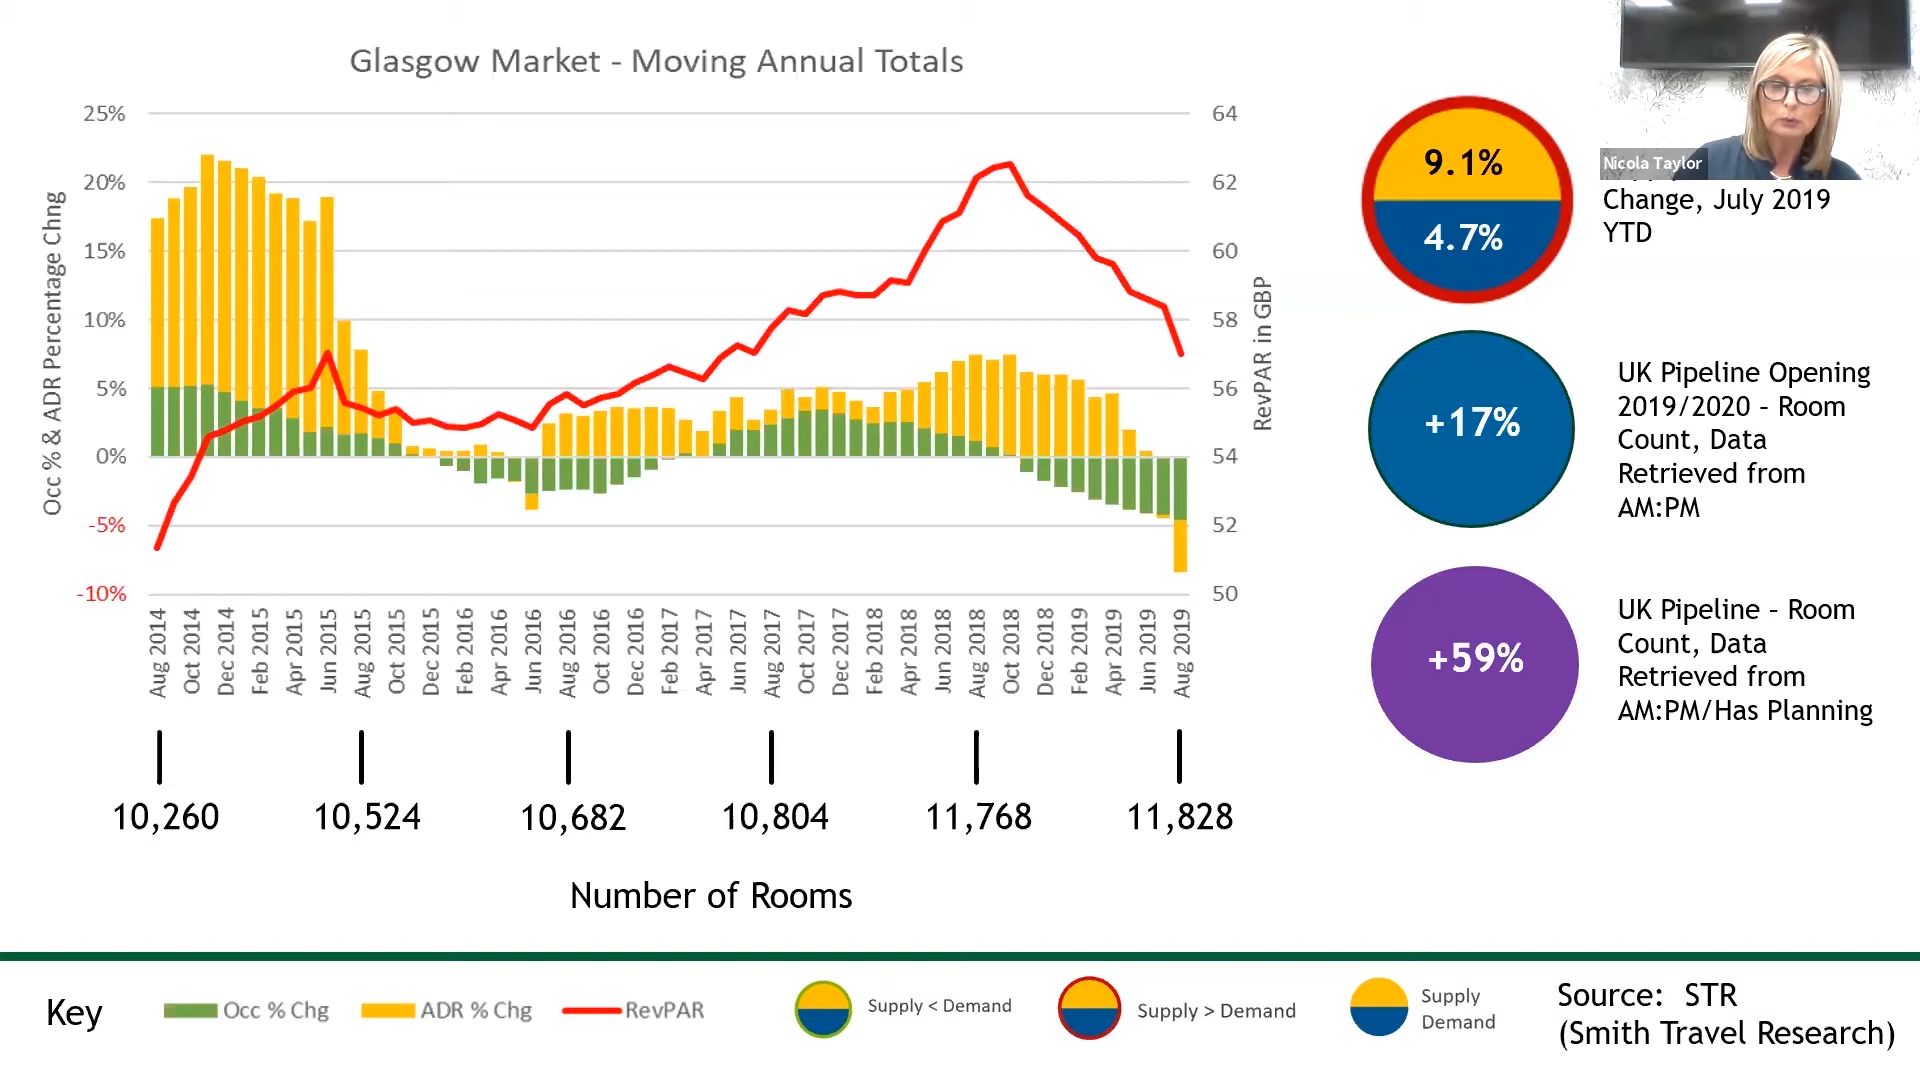 Glasgow Market - Moving Annual Totals
Occ % & ADR Percentage Chng
25%
20%
15%
10%
5%
0%
-5%
-10%
64
62
60
58
56
54
52
50
RevPAR in GBP
Aug 2014
Oct 2014
Dec 2014
Feb 2015
Apr 2015
Jun 2015
Aug 2015
Oct 2015
Dec 2015
Feb 2016
Apr 2016
Jun 2016
Aug 2016
Oct 2016
Dec 2016
Feb 2017
Apr 2017
Jun 2017
Aug 2017
Oct 2017
Dec 2017
Feb 2018
Apr 2018
Jun 2018
Aug 2018
Oct 2018
Dec 2018
Feb 2019
Apr 2019
Jun 2019
Aug 2019
10,260 10,524 10,682 10,804 11,768 11,828
Number of Rooms
9.1%
4.7%
Nicola Taylor
Change, July 2019
YTD
+17%
UK Pipeline Opening
2019/2020 - Room
Count, Data
Retrieved from
AM:PM
+59%
UK Pipeline - Room
Count, Data
Retrieved from
AM:PM/Has Planning
Key
Occ % Chg
ADR % Chg
RevPAR
Supply < Demand
Supply > Demand
Supply
Demand
Source: STR
(Smith Travel Research)